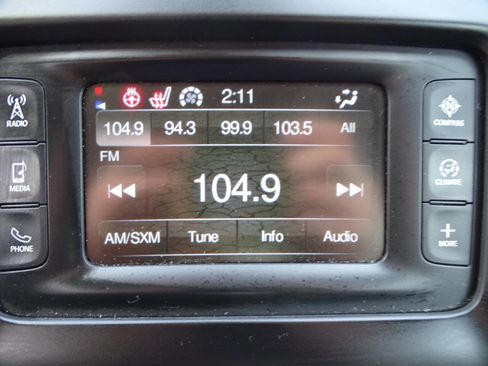 2:11
104.9 94.3 99.9 103.5 All
FM
104.9
AM/SXM Tune Info Audio
RADIO
MEDIA
PHONE
N
COMPASS
CLIMATE
MORE